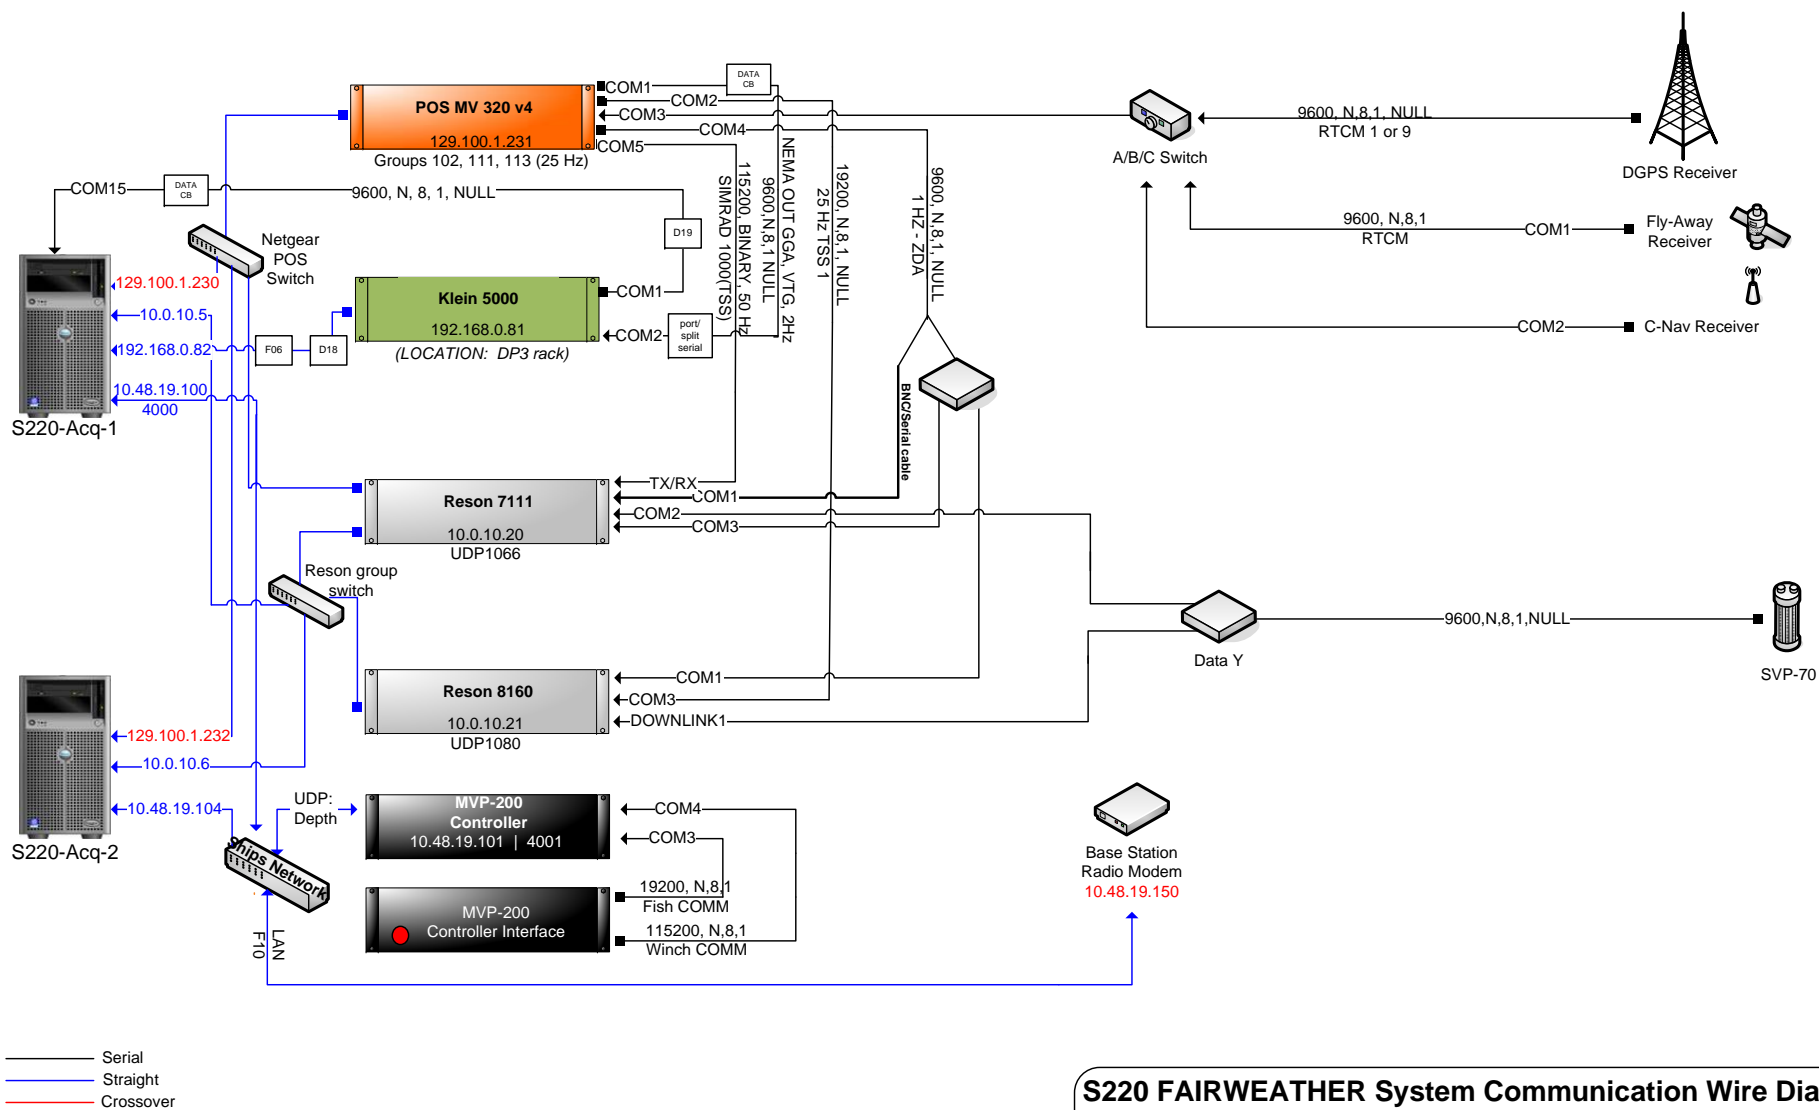 POS MV 320 v4
129.100.1.231
Groups 102, 111, 113 (25 Hz)
COM1
COM2
COM3
COM4
COM5
DATA
CB
NEMA OUT GGA, VTG, 2Hz
9600,N,8,1 NULL
115200, BINARY, 50 Hz
SIMRAD 1000(TSS)
19200, N,8,1, NULL
25 Hz TSS 1
9600, N,8,1, NULL
1 HZ - ZDA
A/B/C Switch
9600, N,8,1, NULL
RTCM 1 or 9
DGPS Receiver
9600, N,8,1
RTCM
COM1
Fly-Away
Receiver
COM2
C-Nav Receiver
COM15
DATA
CB
9600, N, 8, 1, NULL
D19
Netgear
POS
Switch
129.100.1.230
10.0.10.5
192.168.0.82
F06
D18
10.48.19.100
4000
S220-Acq-1
Klein 5000
192.168.0.81
(LOCATION: DP3 rack)
COM1
COM2
port/
split
serial
BNC/Serial cable
Reson 7111
10.0.10.20
UDP1066
TX/RX
COM1
COM2
COM3
Reson group
switch
Data Y
9600,N,8,1,NULL
SVP-70
Reson 8160
10.0.10.21
UDP1080
COM1
COM3
DOWNLINK1
129.100.1.232
10.0.10.6
10.48.19.104
S220-Acq-2
UDP:
Depth
Ships Network
LAN
F10
MVP-200
Controller
10.48.19.101 | 4001
COM4
COM3
MVP-200
Controller Interface
19200, N,8,1
Fish COMM
115200, N,8,1
Winch COMM
Base Station
Radio Modem
10.48.19.150
Serial
Straight
Crossover
S220 FAIRWEATHER System Communication Wire Dia